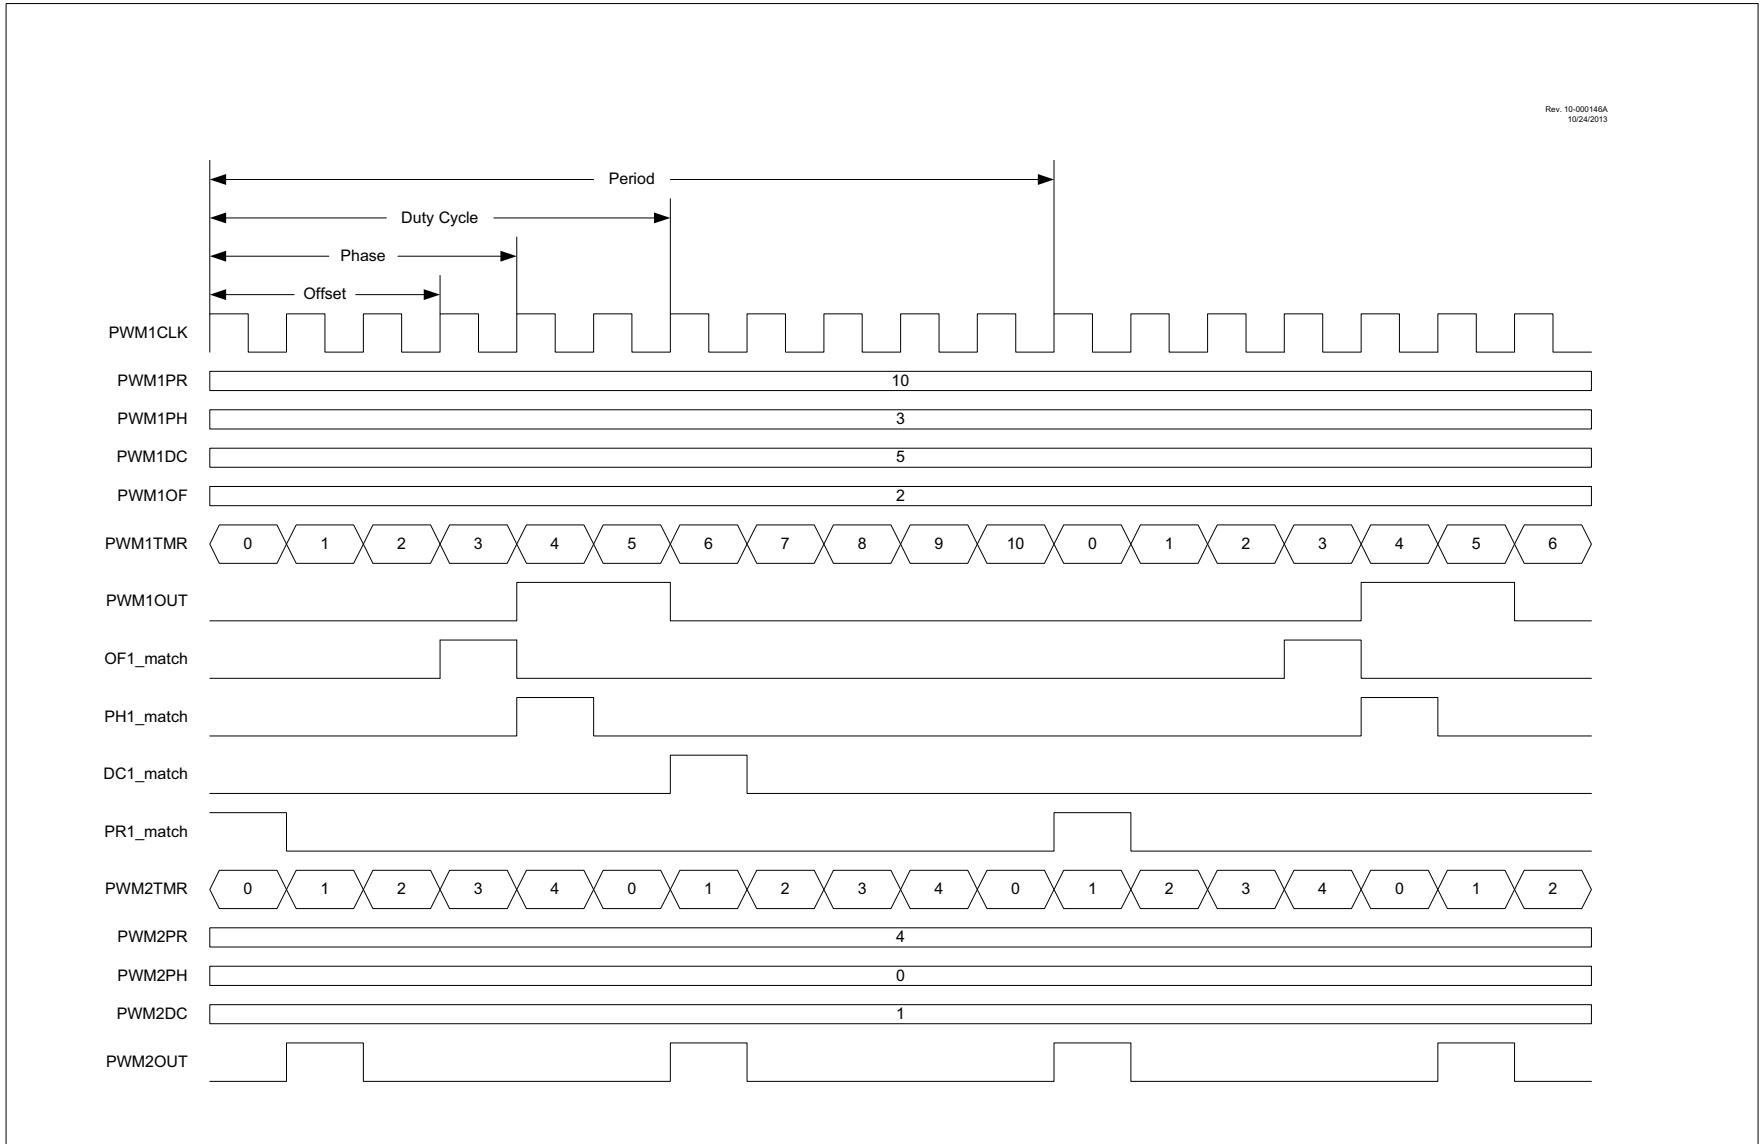 Rev. 10-000146A
10/24/2013
Period
Duty Cycle
Phase
Offset
PWM1CLK
PWM1PR 10
PWM1PH 3
PWM1DC 5
PWM1OF 2
PWM1TMR 0 1 2 3 4 5 6 7 8 9 10 0 1 2 3 4 5 6
PWM1OUT
OF1_match
PH1_match
DC1_match
PR1_match
PWM2TMR 0 1 2 3 4 0 1 2 3 4 0 1 2 3 4 0 1 2
PWM2PR 4
PWM2PH 0
PWM2DC 1
PWM2OUT